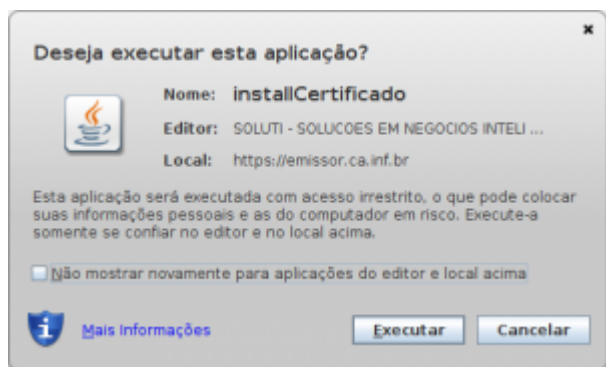 Deseja executar esta aplicação?
Nome: installCertificado
Editor: SOLUTI - SOLUCOES EM NEGOCIOS INTELI ...
Local: https://emissor.ca.inf.br
Esta aplicação será executada com acesso irrestrito, o que pode colocar
suas informações pessoais e as do computador em risco. Execute-a
somente se confiar no editor e no local acima.
Não mostrar novamente para aplicações do editor e local acima
Mais Informações
Executar
Cancelar